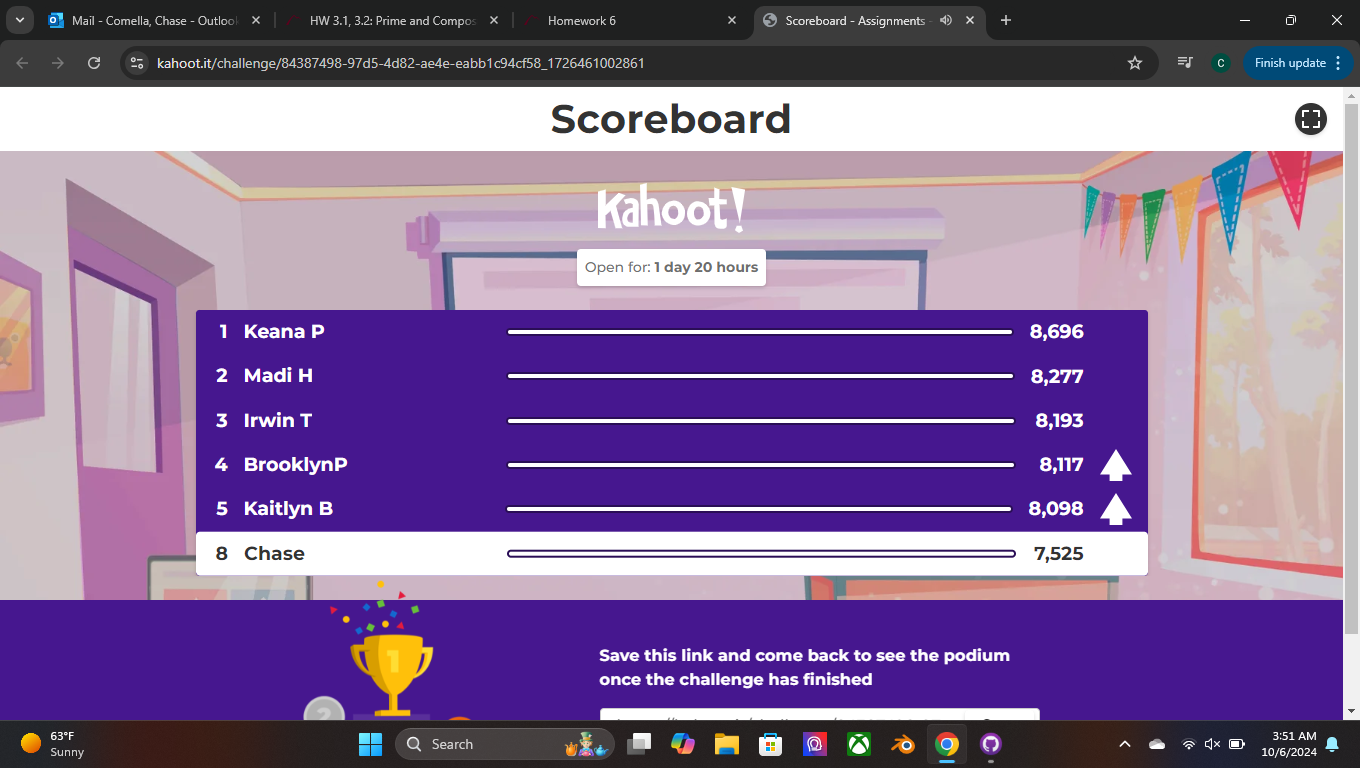 Mail - Comella, Chase - Outlook
HW 3.1, 3.2: Prime and Compos
Homework 6
Scoreboard - Assignments -
kahoot.it/challenge/84387498-97d5-4d82-ae4e-eabb1c94cf58_1726461002861
C
Finish update
Scoreboard
Kahoot!
Open for: 1 day 20 hours
1 Keana P 8,696
2 Madi H 8,277
3 Irwin T 8,193
4 BrooklynP 8,117
5 Kaitlyn B 8,098
8 Chase 7,525
1
2
Save this link and come back to see the podium
once the challenge has finished
63°F
Sunny
Search
3:51 AM
10/6/2024